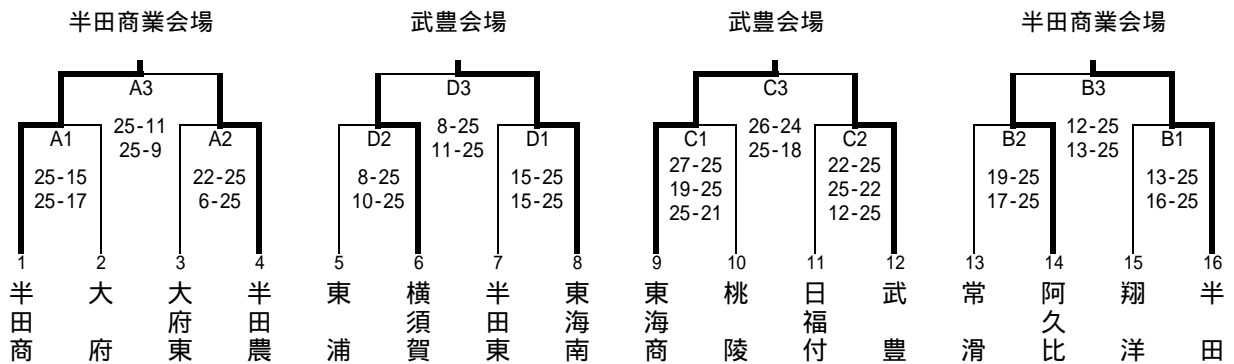 半田商業会場 武豊会場 武豊会場 半田商業会場
A3 D3 C3 B3
25-11 8-25 26-24 12-25
A1 A2 D2 D1 C1 C2 B2 B1
25-9 11-25 25-18 13-25
27-25 22-25
25-15 22-25 8-25 15-25 19-25 25-22 19-25 13-25
25-17 6-25 10-25 15-25 25-21 12-25 17-25 16-25
1 2 3 4 5 6 7 8 9 10 11 12 13 14 15 16
半田商
大府
大府東
半田農
東浦
横須賀
半田東
東海南
東海商
桃陵
日福付
武豊
常滑
阿久比
翔洋
半田